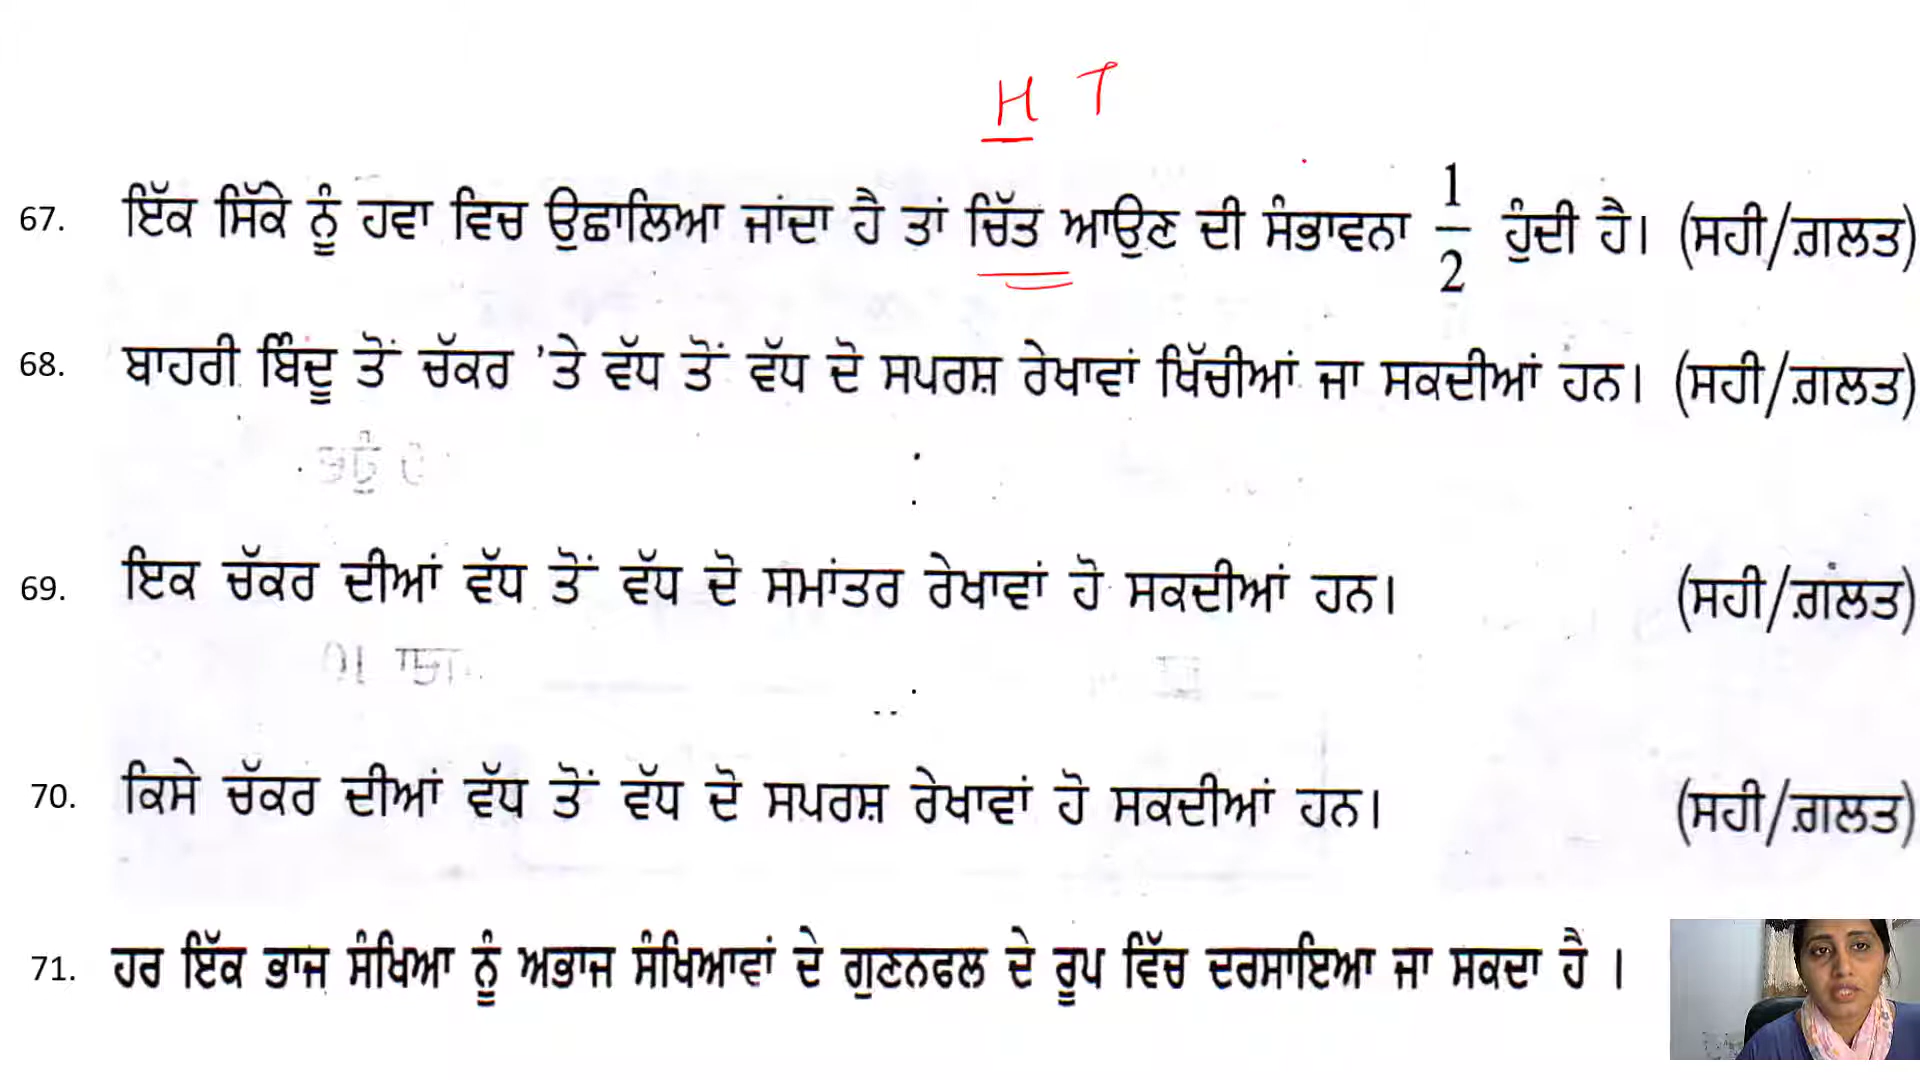 H T
67. ਇੱਕ ਸਿੱਕੇ ਨੂੰ ਹਵਾ ਵਿਚ ਉਛਾਲਿਆ ਜਾਂਦਾ ਹੈ ਤਾਂ ਚਿੱਤ ਆਉਣ ਦੀ ਸੰਭਾਵਨਾ 1/2 ਹੁੰਦੀ ਹੈ। (ਸਹੀ/ਗ਼ਲਤ)
68. ਬਾਹਰੀ ਬਿੰਦੂ ਤੋਂ ਚੱਕਰ 'ਤੇ ਵੱਧ ਤੋਂ ਵੱਧ ਦੋ ਸਪਰਸ਼ ਰੇਖਾਵਾਂ ਖਿੱਚੀਆਂ ਜਾ ਸਕਦੀਆਂ ਹਨ। (ਸਹੀ/ਗ਼ਲਤ)
69. ਇਕ ਚੱਕਰ ਦੀਆਂ ਵੱਧ ਤੋਂ ਵੱਧ ਦੋ ਸਮਾਂਤਰ ਰੇਖਾਵਾਂ ਹੋ ਸਕਦੀਆਂ ਹਨ। (ਸਹੀ/ਗ਼ਲਤ)
70. ਕਿਸੇ ਚੱਕਰ ਦੀਆਂ ਵੱਧ ਤੋਂ ਵੱਧ ਦੋ ਸਪਰਸ਼ ਰੇਖਾਵਾਂ ਹੋ ਸਕਦੀਆਂ ਹਨ। (ਸਹੀ/ਗ਼ਲਤ)
71. ਹਰ ਇੱਕ ਭਾਜ ਸੰਖਿਆ ਨੂੰ ਅਭਾਜ ਸੰਖਿਆਵਾਂ ਦੇ ਗੁਣਨਫਲ ਦੇ ਰੂਪ ਵਿੱਚ ਦਰਸਾਇਆ ਜਾ ਸਕਦਾ ਹੈ ।